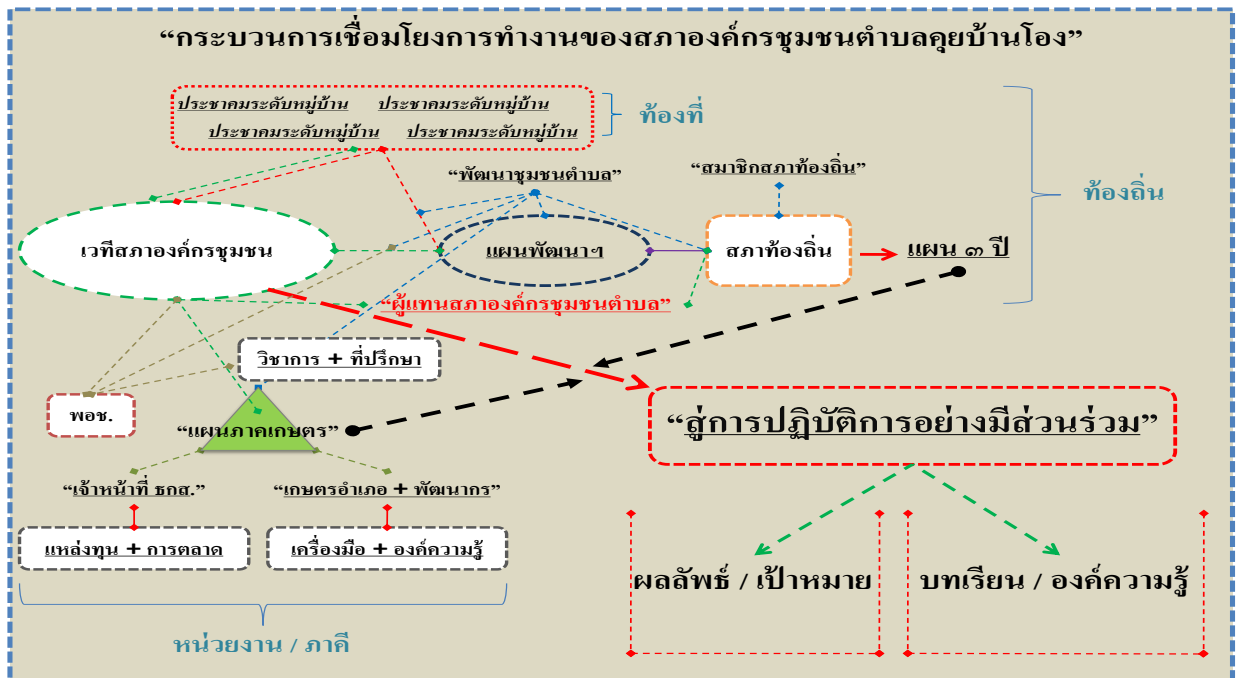 “กระบวนการเชื่อมโยงการทำงานของสภาองค์กรชุมชนตำบลคุยบ้านโอง”
ประชาคมระดับหมู่บ้าน ประชาคมระดับหมู่บ้าน
ประชาคมระดับหมู่บ้าน ประชาคมระดับหมู่บ้าน
ท้องที่
“พัฒนาชุมชนตำบล”
“สมาชิกสภาท้องถิ่น”
ท้องถิ่น
เวทีสภาองค์กรชุมชน
แผนพัฒนาฯ
สภาท้องถิ่น
แผน ๓ ปี
“ผู้แทนสภาองค์กรชุมชนตำบล”
วิชาการ + ที่ปรึกษา
พอช.
“แผนภาคเกษตร”
“สู่การปฏิบัติการอย่างมีส่วนร่วม”
“เจ้าหน้าที่ ธกส.”
“เกษตรอำเภอ + พัฒนากร”
แหล่งทุน + การตลาด
เครื่องมือ + องค์ความรู้
ผลลัพธ์ / เป้าหมาย
บทเรียน / องค์ความรู้
หน่วยงาน / ภาคี